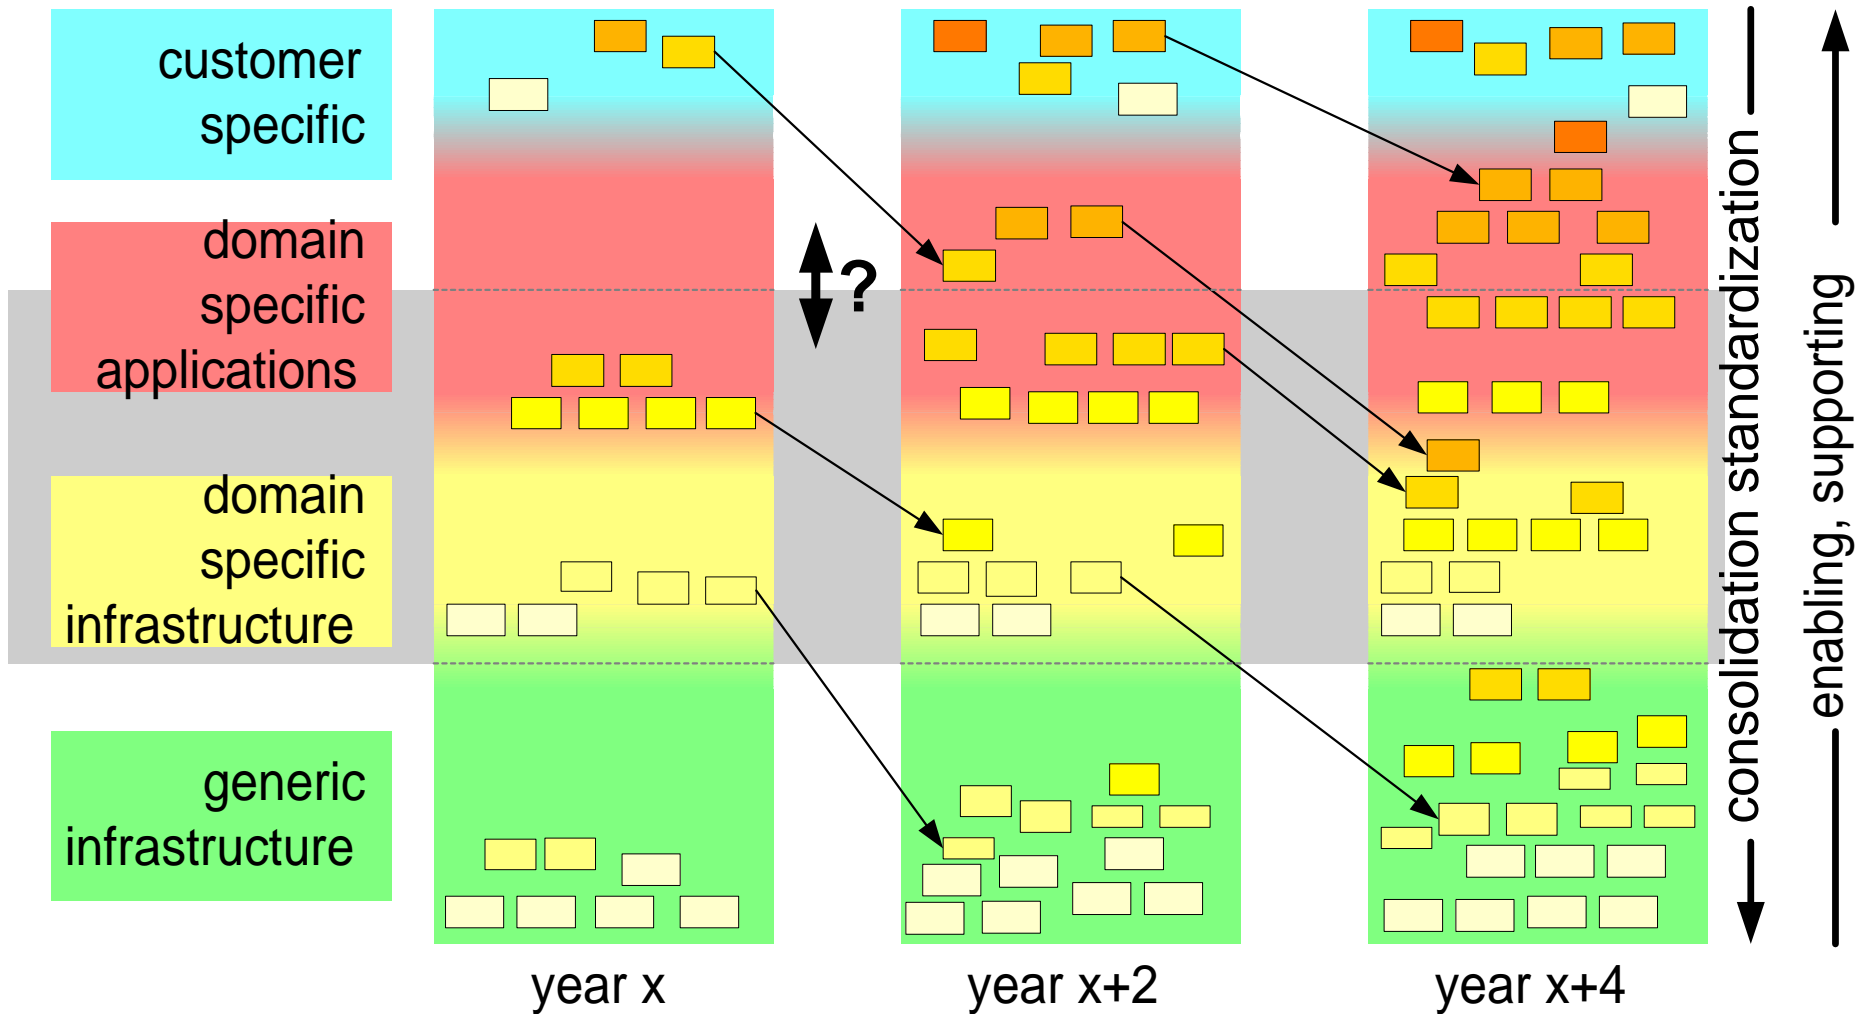 customer
specific
domain
specific
applications
domain
specific
infrastructure
generic
infrastructure
?
consolidation standardization
enabling, supporting
year x
year x+2
year x+4